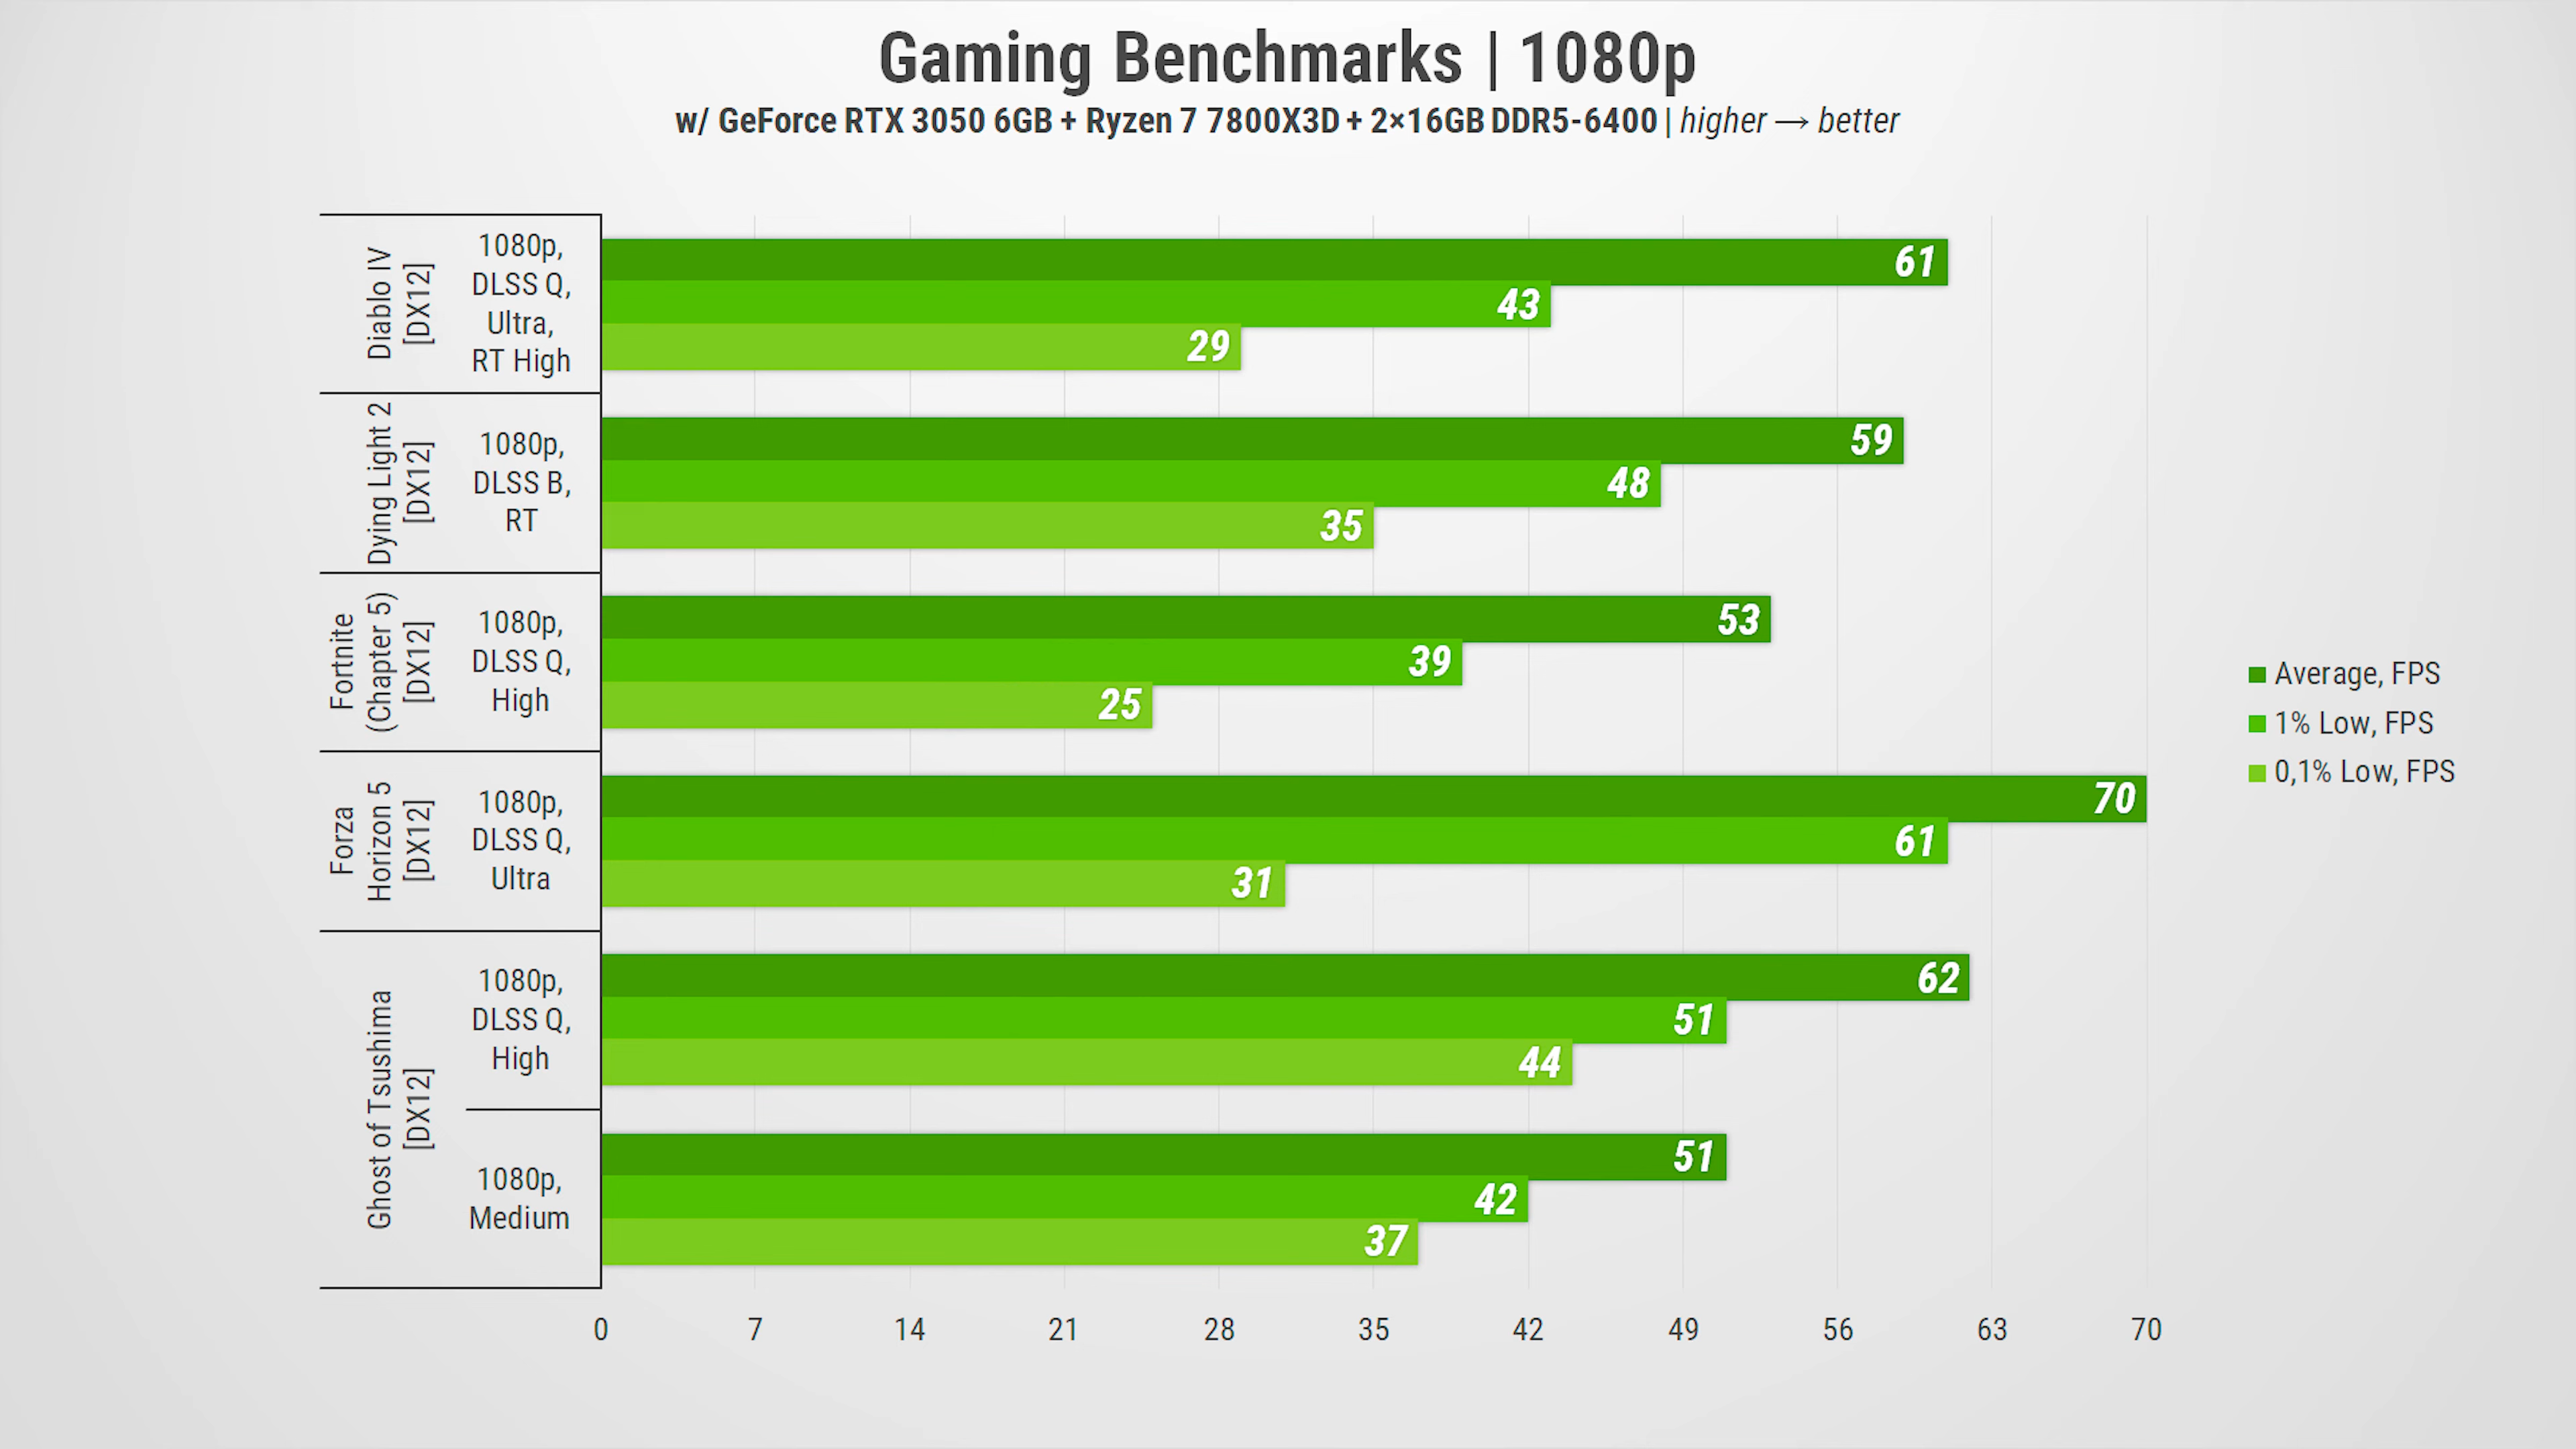 Gaming Benchmarks | 1080p
w/ GeForce RTX 3050 6GB + Ryzen 7 7800X3D + 2×16GB DDR5-6400 | higher → better
Diablo IV
[DX12]
1080p,
DLSS Q,
Ultra,
RT High
61
43
29
Dying Light 2
[DX12]
1080p,
DLSS B,
RT
59
48
35
Fortnite
(Chapter 5)
[DX12]
1080p,
DLSS Q,
High
53
39
25
Forza
Horizon 5
[DX12]
1080p,
DLSS Q,
Ultra
70
61
31
Ghost of Tsushima
[DX12]
1080p,
DLSS Q,
High
62
51
44
1080p,
Medium
51
42
37
0 7 14 21 28 35 42 49 56 63 70
Average, FPS
1% Low, FPS
0,1% Low, FPS